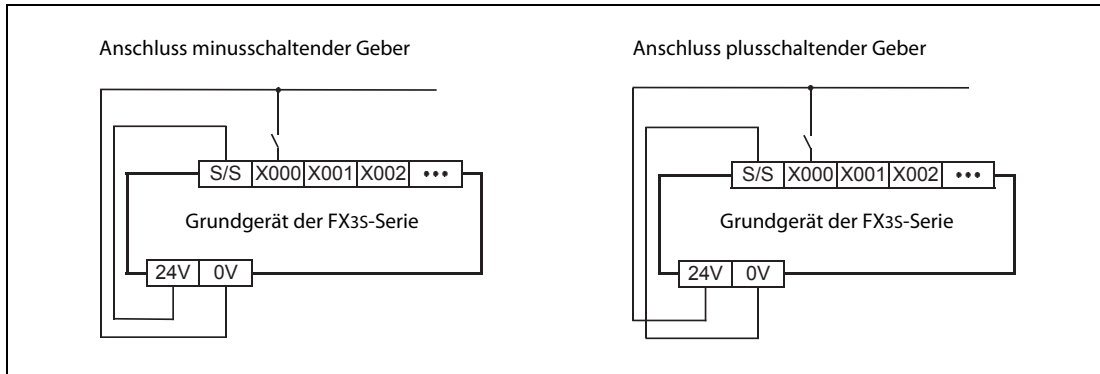 Anschluss minusschaltender Geber
S/S X000 X001 X002 •••
Grundgerät der FX3S-Serie
24V 0V
Anschluss plusschaltender Geber
S/S X000 X001 X002 •••
Grundgerät der FX3S-Serie
24V 0V